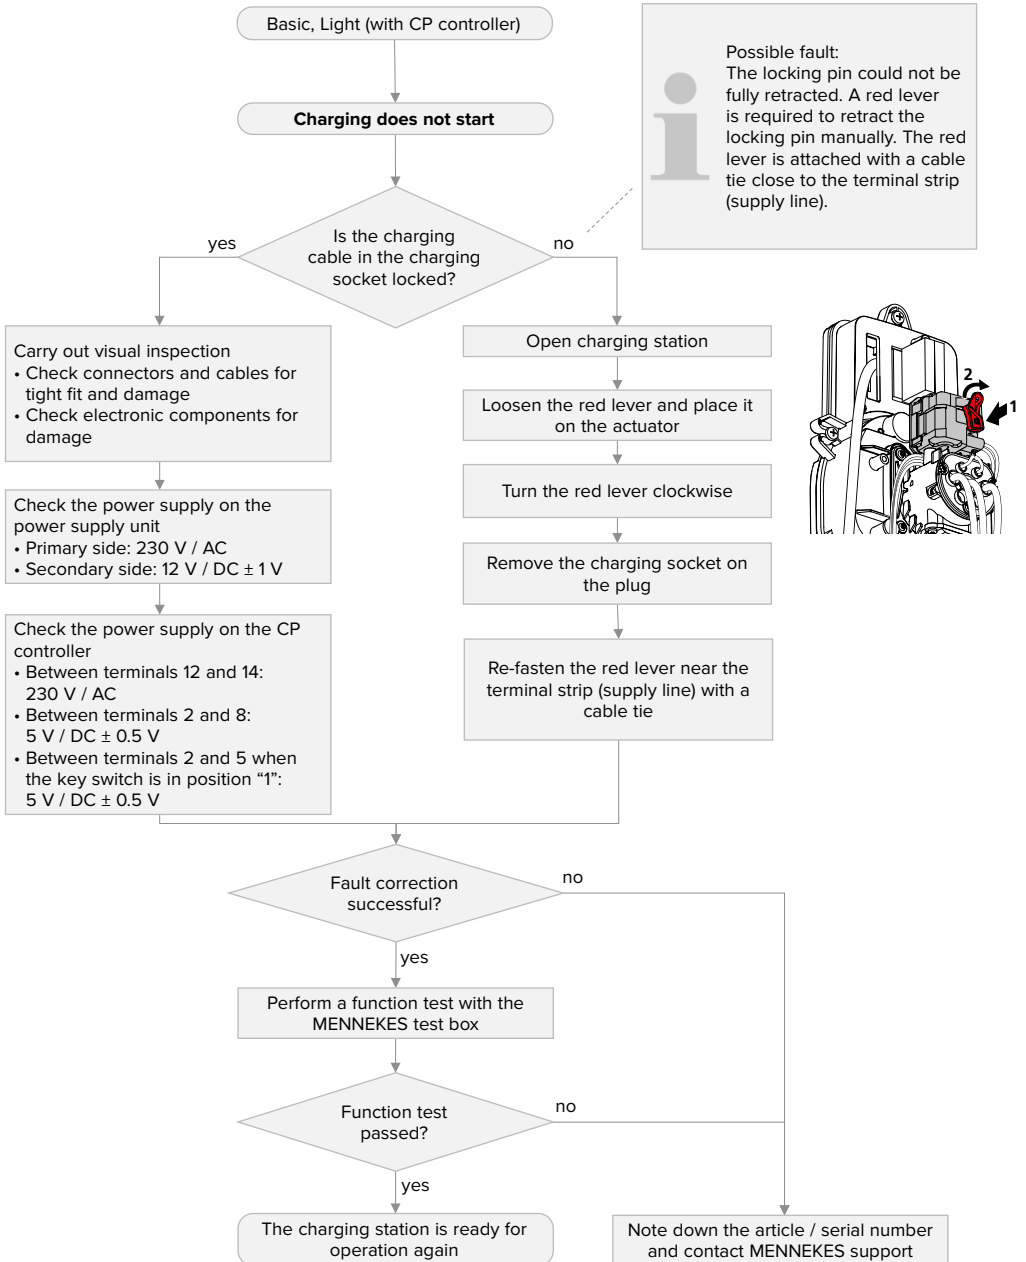 Basic, Light (with CP controller)
Charging does not start
Possible fault:
The locking pin could not be
fully retracted. A red lever
is required to retract the
locking pin manually. The red
lever is attached with a cable
tie close to the terminal strip
(supply line).
Is the charging
cable in the charging
socket locked?
yes
no
Carry out visual inspection
• Check connectors and cables for
tight fit and damage
• Check electronic components for
damage
Check the power supply on the
power supply unit
• Primary side: 230 V / AC
• Secondary side: 12 V / DC ± 1 V
Check the power supply on the CP
controller
• Between terminals 12 and 14:
230 V / AC
• Between terminals 2 and 8:
5 V / DC ± 0.5 V
• Between terminals 2 and 5 when
the key switch is in position “1”:
5 V / DC ± 0.5 V
Open charging station
Loosen the red lever and place it
on the actuator
Turn the red lever clockwise
Remove the charging socket on
the plug
Re-fasten the red lever near the
terminal strip (supply line) with a
cable tie
2
1
Fault correction
successful?
no
yes
Perform a function test with the
MENNEKES test box
Function test
passed?
no
yes
The charging station is ready for
operation again
Note down the article / serial number
and contact MENNEKES support